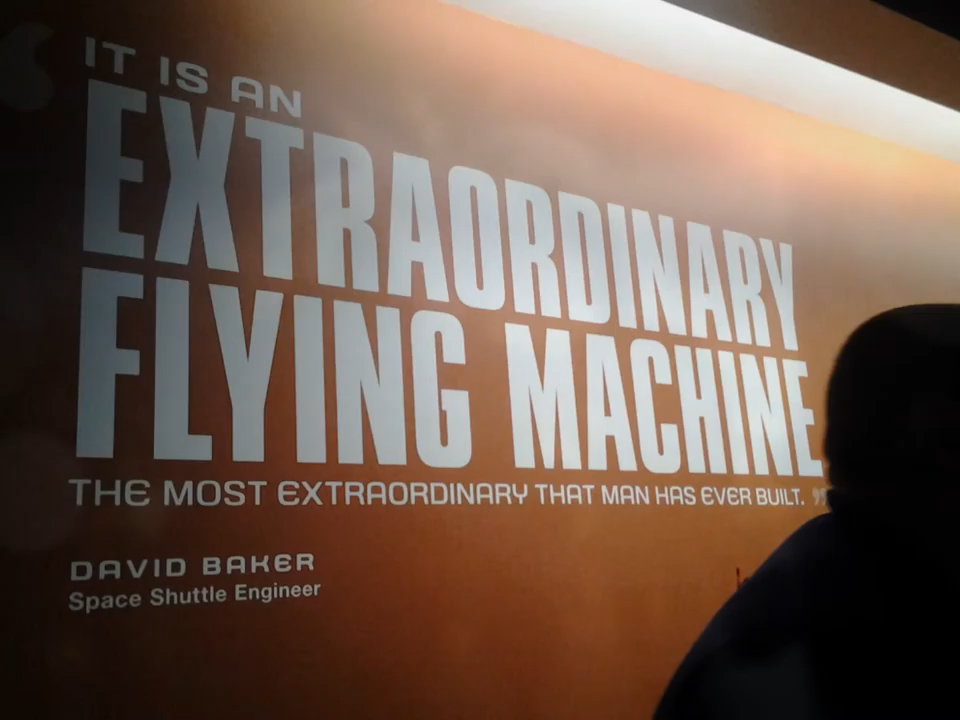 “
IT IS AN
EXTRAORDINARY
FLYING MACHINE
THE MOST EXTRAORDINARY THAT MAN HAS EVER BUILT. ”
DAVID BAKER
Space Shuttle Engineer